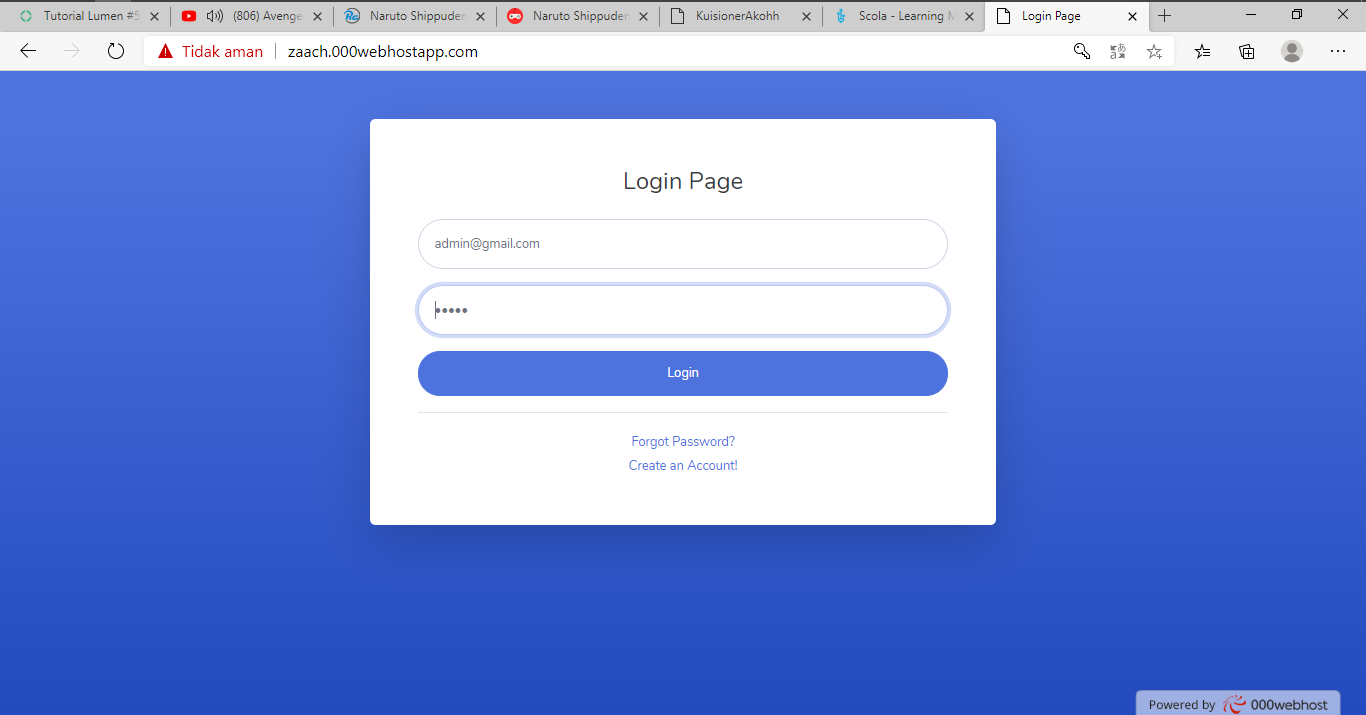 Tutorial Lumen #5
(806) Avenge
Naruto Shippuden
Naruto Shippuden
KuisionerAkohh
Scola - Learning M
Login Page
Tidak aman
zaach.000webhostapp.com
Login Page
admin@gmail.com
•••••
Login
Forgot Password?
Create an Account!
Powered by 000webhost